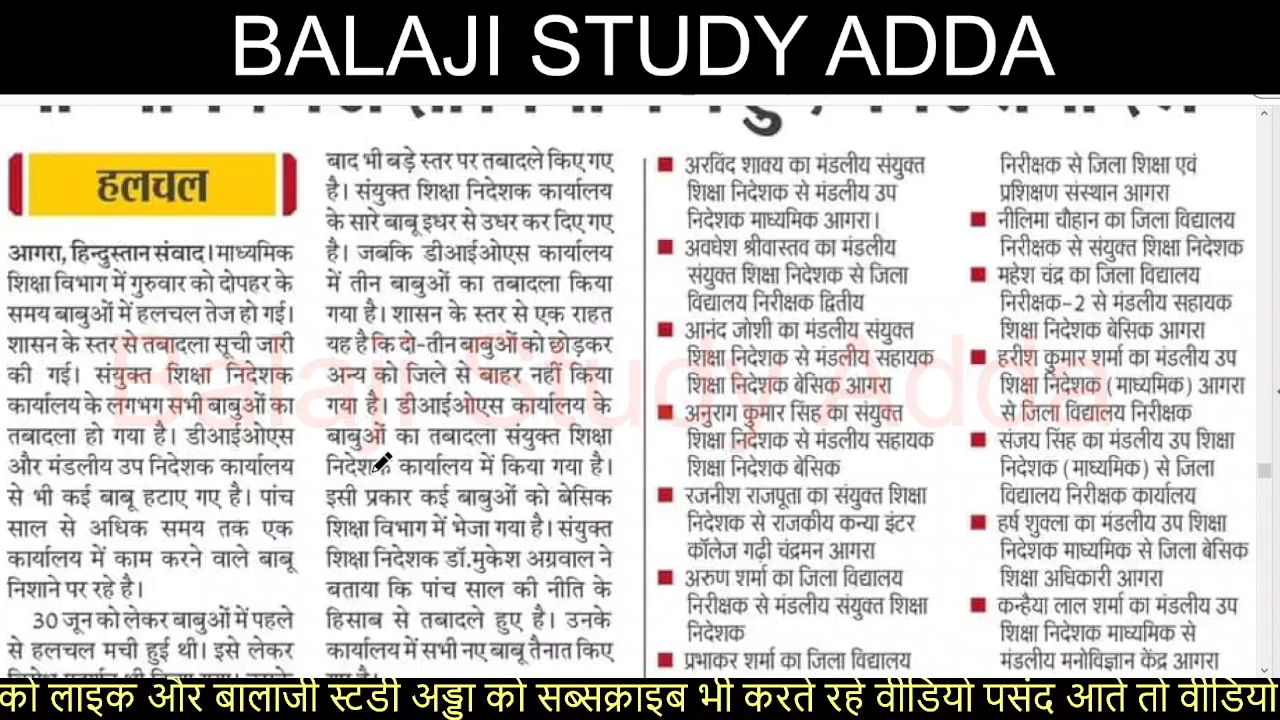 BALAJI STUDY ADDA
हलचल
आगरा, हिन्दुस्तान संवाद। माध्यमिक
शिक्षा विभाग में गुरुवार को दोपहर के
समय बाबुओं में हलचल तेज हो गई।
शासन के स्तर से तबादला सूची जारी
की गई। संयुक्त शिक्षा निदेशक
कार्यालय के लगभग सभी बाबुओं का
तबादला हो गया है। डीआईओएस
और मंडलीय उप निदेशक कार्यालय
से भी कई बाबू हटाए गए है। पांच
साल से अधिक समय तक एक
कार्यालय में काम करने वाले बाबू
निशाने पर रहे है।
30 जून को लेकर बाबुओं में पहले
से हलचल मची हुई थी। इसे लेकर
बाद भी बड़े स्तर पर तबादले किए गए
है। संयुक्त शिक्षा निदेशक कार्यालय
के सारे बाबू इधर से उधर कर दिए गए
है। जबकि डीआईओएस कार्यालय
में तीन बाबुओं का तबादला किया
गया है। शासन के स्तर से एक राहत
यह है कि दो-तीन बाबुओं को छोड़कर
अन्य को जिले से बाहर नहीं किया
गया है। डीआईओएस कार्यालय के
बाबुओं का तबादला संयुक्त शिक्षा
निदेशक कार्यालय में किया गया है।
इसी प्रकार कई बाबुओं को बेसिक
शिक्षा विभाग में भेजा गया है। संयुक्त
शिक्षा निदेशक डॉ.मुकेश अग्रवाल ने
बताया कि पांच साल की नीति के
हिसाब से तबादले हुए है। उनके
कार्यालय में सभी नए बाबू तैनात किए
अरविंद शाक्य का मंडलीय संयुक्त
शिक्षा निदेशक से मंडलीय उप
निदेशक माध्यमिक आगरा।
अवधेश श्रीवास्तव का मंडलीय
संयुक्त शिक्षा निदेशक से जिला
विद्यालय निरीक्षक द्वितीय
आनंद जोशी का मंडलीय संयुक्त
शिक्षा निदेशक से मंडलीय सहायक
शिक्षा निदेशक बेसिक आगरा
अनुराग कुमार सिंह का संयुक्त
शिक्षा निदेशक से मंडलीय सहायक
शिक्षा निदेशक बेसिक
रजनीश राजपूता का संयुक्त शिक्षा
निदेशक से राजकीय कन्या इंटर
कॉलेज गढ़ी चंद्रमन आगरा
अरुण शर्मा का जिला विद्यालय
निरीक्षक से मंडलीय संयुक्त शिक्षा
निदेशक
प्रभाकर शर्मा का जिला विद्यालय
निरीक्षक से जिला शिक्षा एवं
प्रशिक्षण संस्थान आगरा
नीलिमा चौहान का जिला विद्यालय
निरीक्षक से संयुक्त शिक्षा निदेशक
महेश चंद्र का जिला विद्यालय
निरीक्षक-2 से मंडलीय सहायक
शिक्षा निदेशक बेसिक आगरा
हरीश कुमार शर्मा का मंडलीय उप
शिक्षा निदेशक (माध्यमिक) आगरा
से जिला विद्यालय निरीक्षक
संजय सिंह का मंडलीय उप शिक्षा
निदेशक (माध्यमिक) से जिला
विद्यालय निरीक्षक कार्यालय
हर्ष शुक्ला का मंडलीय उप शिक्षा
निदेशक माध्यमिक से जिला बेसिक
शिक्षा अधिकारी आगरा
कन्हैया लाल शर्मा का मंडलीय उप
शिक्षा निदेशक माध्यमिक से
मंडलीय मनोविज्ञान केंद्र आगरा
Balaji Study Adda
को लाइक और बालाजी स्टडी अड्डा को सब्सक्राइब भी करते रहे वीडियो पसंद आते तो वीडियो